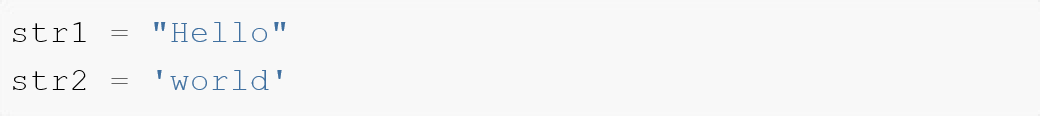 str1 = "Hello"
str2 = 'world'